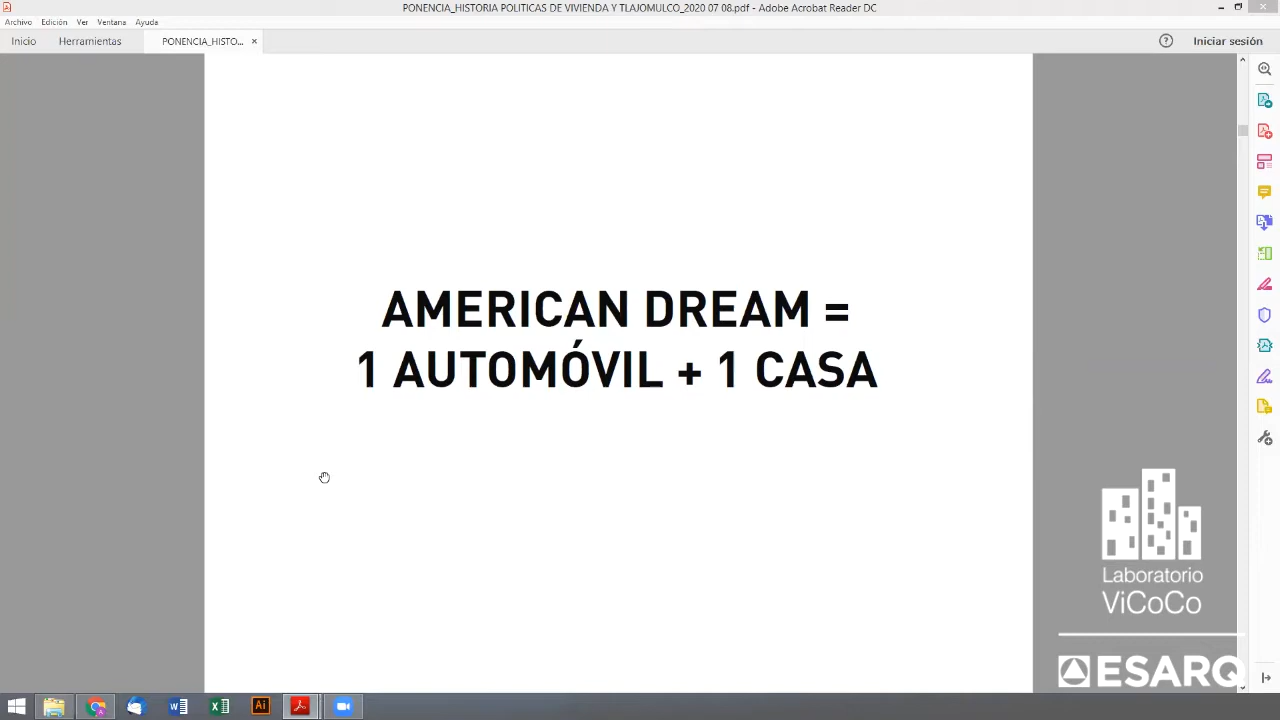 PONENCIA_HISTORIA POLITICAS DE VIVIENDA Y TLAJOMULCO_2020 07 08.pdf - Adobe Acrobat Reader DC
Archivo Edición Ver Ventana Ayuda
Inicio Herramientas PONENCIA_HISTO... × ? Iniciar sesión
AMERICAN DREAM =
1 AUTOMÓVIL + 1 CASA
Laboratorio
ViCoCo
ESARQ
Ai